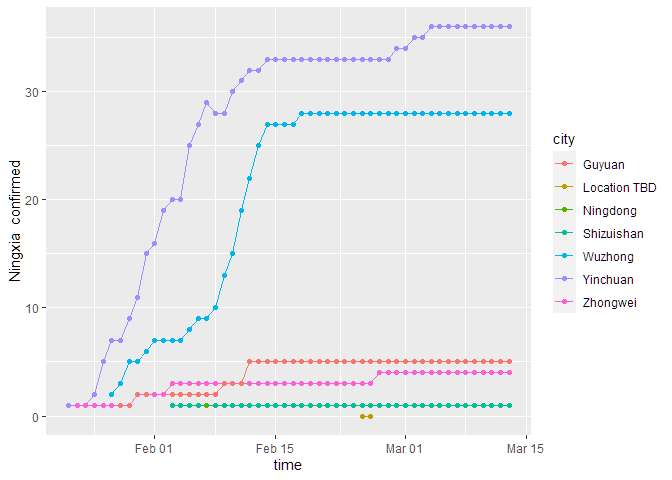 Ningxia confirmed
30
20
10
0
Feb 01
Feb 15
Mar 01
Mar 15
time
city
Guyuan
Location TBD
Ningdong
Shizuishan
Wuzhong
Yinchuan
Zhongwei